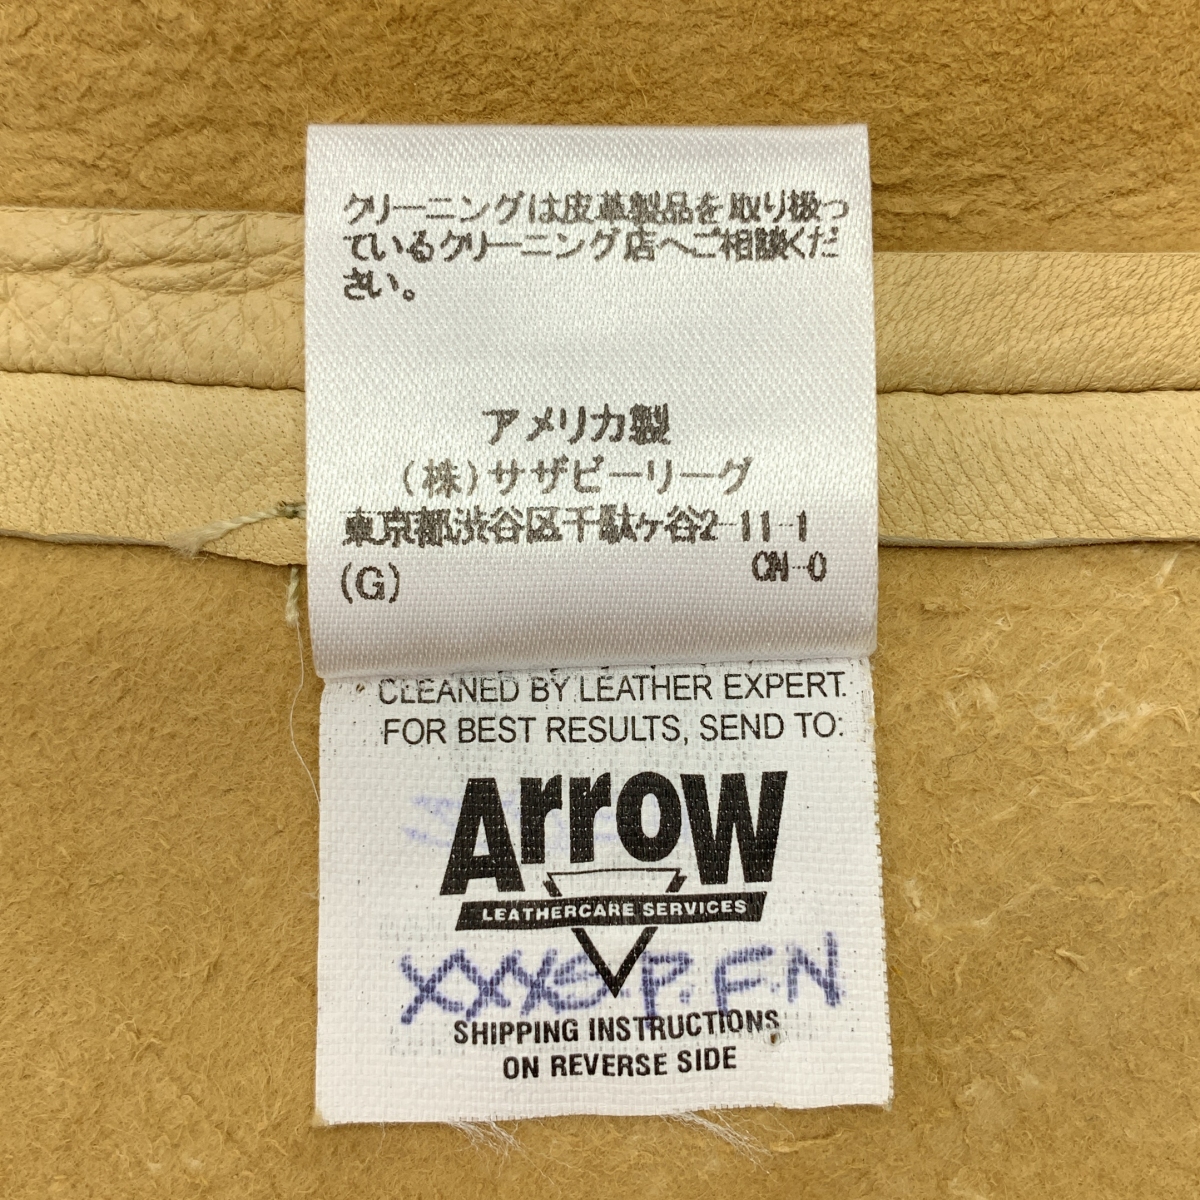 クリーニングは皮革製品を取り扱っ
ているクリーニング店へご相談くだ
さい。
アメリカ製
(株)サザビーリーグ
東京都渋谷区千駄ヶ谷2-11-1
(G)
CN-0
CLEANED BY LEATHER EXPERT.
FOR BEST RESULTS, SEND TO:
Arrow
LEATHERCARE SERVICES
XXXS P.F.N
SHIPPING INSTRUCTIONS
ON REVERSE SIDE